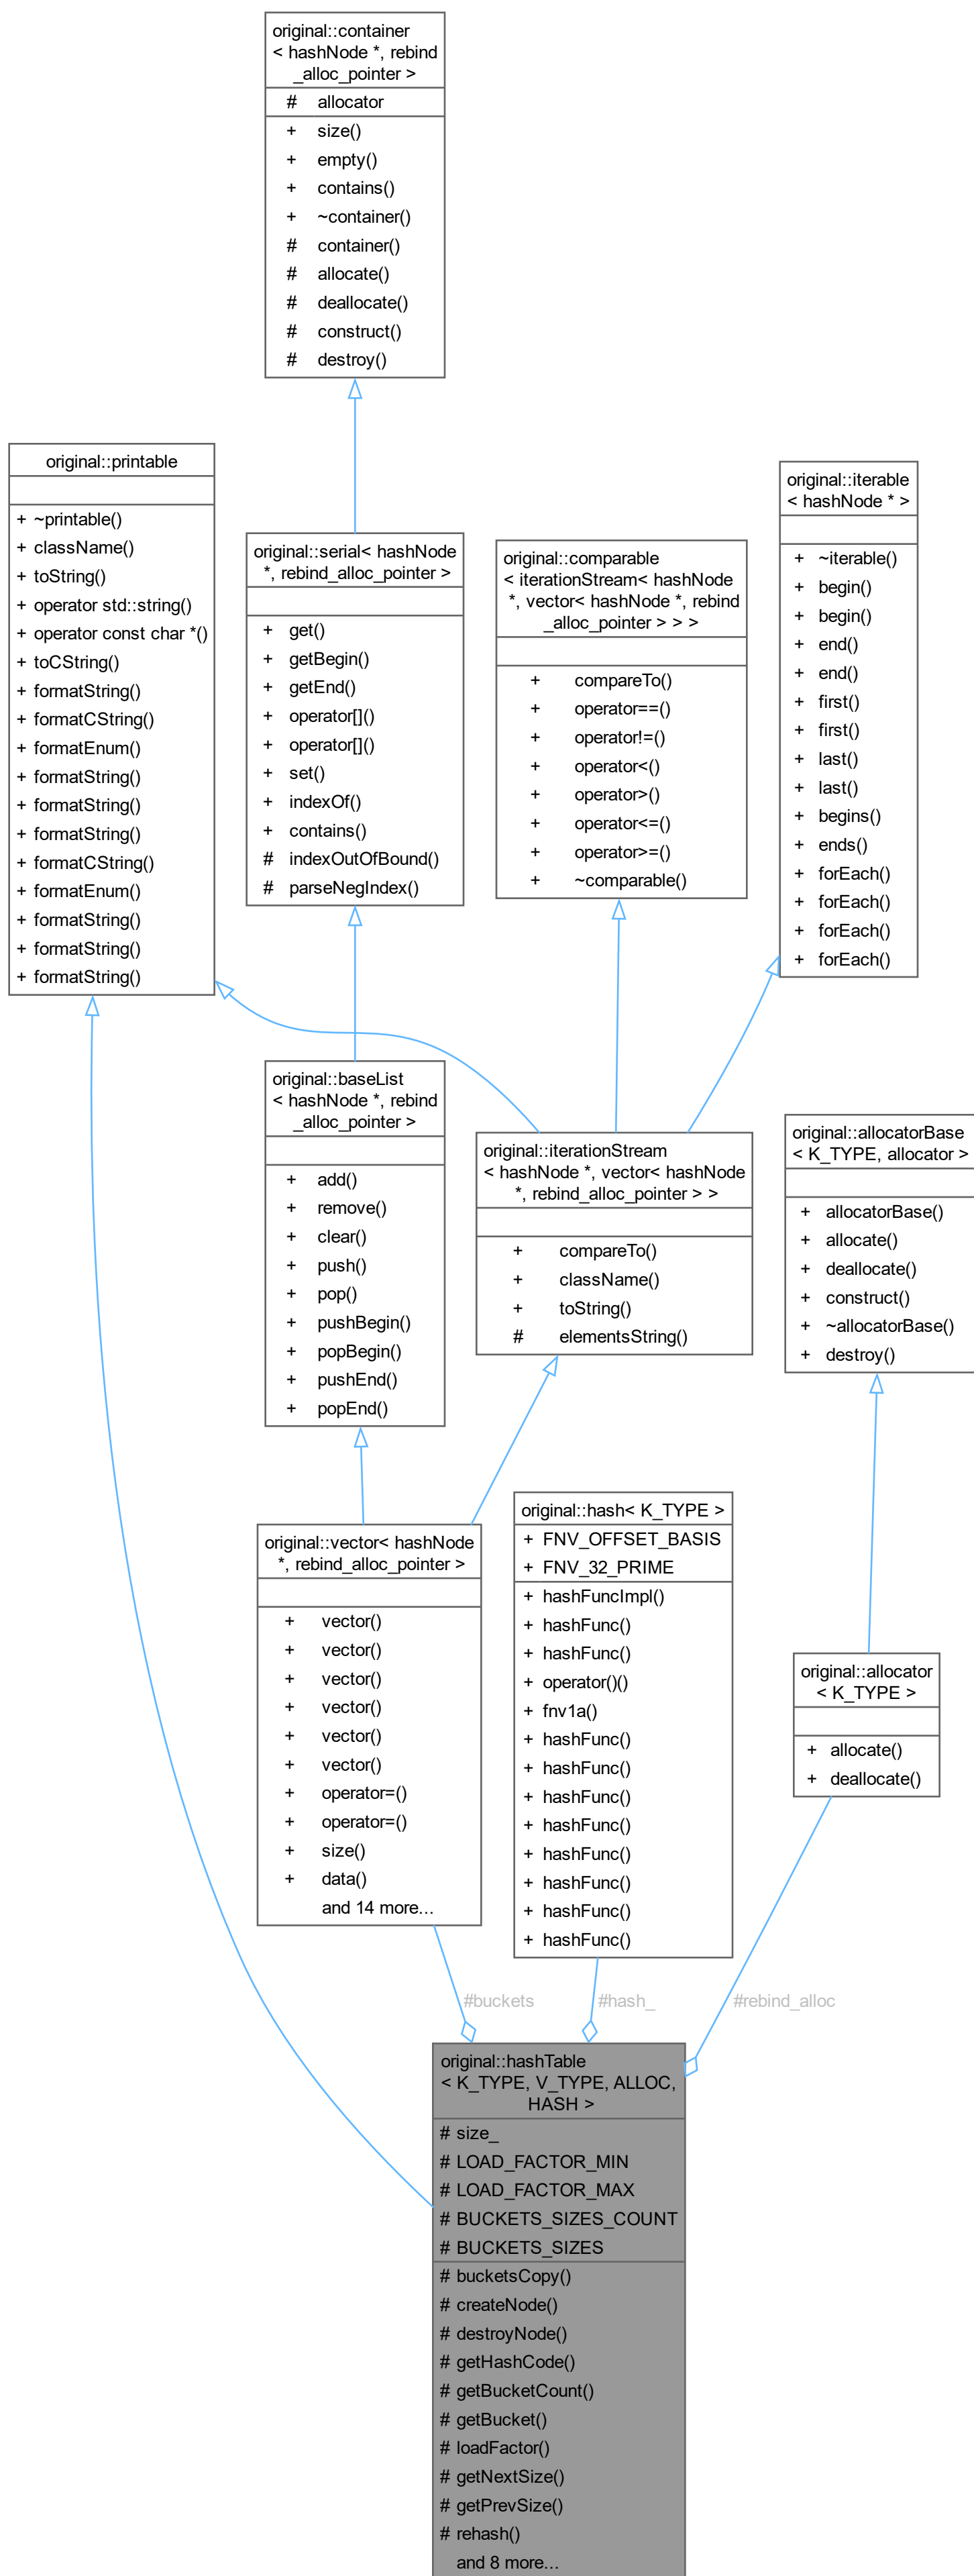 original::container
< hashNode *, rebind
_alloc_pointer >
# allocator
+ size()
+ empty()
+ contains()
+ ~container()
# container()
# allocate()
# deallocate()
# construct()
# destroy()
original::printable
+ ~printable()
+ className()
+ toString()
+ operator std::string()
+ operator const char *()
+ toCString()
+ formatString()
+ formatCString()
+ formatEnum()
+ formatString()
+ formatString()
+ formatString()
+ formatCString()
+ formatEnum()
+ formatString()
+ formatString()
+ formatString()
original::serial< hashNode
*, rebind_alloc_pointer >
+ get()
+ getBegin()
+ getEnd()
+ operator[]()
+ operator[]()
+ set()
+ indexOf()
+ contains()
# indexOutOfBound()
# parseNegIndex()
original::comparable
< iterationStream< hashNode
*, vector< hashNode *, rebind
_alloc_pointer > > >
+ compareTo()
+ operator==()
+ operator!=()
+ operator<()
+ operator>()
+ operator<=()
+ operator>=()
+ ~comparable()
original::iterable
< hashNode * >
+ ~iterable()
+ begin()
+ begin()
+ end()
+ end()
+ first()
+ first()
+ last()
+ last()
+ begins()
+ ends()
+ forEach()
+ forEach()
+ forEach()
+ forEach()
original::baseList
< hashNode *, rebind
_alloc_pointer >
+ add()
+ remove()
+ clear()
+ push()
+ pop()
+ pushBegin()
+ popBegin()
+ pushEnd()
+ popEnd()
original::iterationStream
< hashNode *, vector< hashNode
*, rebind_alloc_pointer > >
+ compareTo()
+ className()
+ toString()
# elementsString()
original::allocatorBase
< K_TYPE, allocator >
+ allocatorBase()
+ allocate()
+ deallocate()
+ construct()
+ ~allocatorBase()
+ destroy()
original::vector< hashNode
*, rebind_alloc_pointer >
+ vector()
+ vector()
+ vector()
+ vector()
+ vector()
+ vector()
+ operator=()
+ operator=()
+ size()
+ data()
and 14 more...
original::hash< K_TYPE >
+ FNV_OFFSET_BASIS
+ FNV_32_PRIME
+ hashFuncImpl()
+ hashFunc()
+ hashFunc()
+ operator()()
+ fnv1a()
+ hashFunc()
+ hashFunc()
+ hashFunc()
+ hashFunc()
+ hashFunc()
+ hashFunc()
+ hashFunc()
+ hashFunc()
original::allocator
< K_TYPE >
+ allocate()
+ deallocate()
#buckets
#hash_
#rebind_alloc
original::hashTable
< K_TYPE, V_TYPE, ALLOC,
HASH >
# size_
# LOAD_FACTOR_MIN
# LOAD_FACTOR_MAX
# BUCKETS_SIZES_COUNT
# BUCKETS_SIZES
# bucketsCopy()
# createNode()
# destroyNode()
# getHashCode()
# getBucketCount()
# getBucket()
# loadFactor()
# getNextSize()
# getPrevSize()
# rehash()
and 8 more...